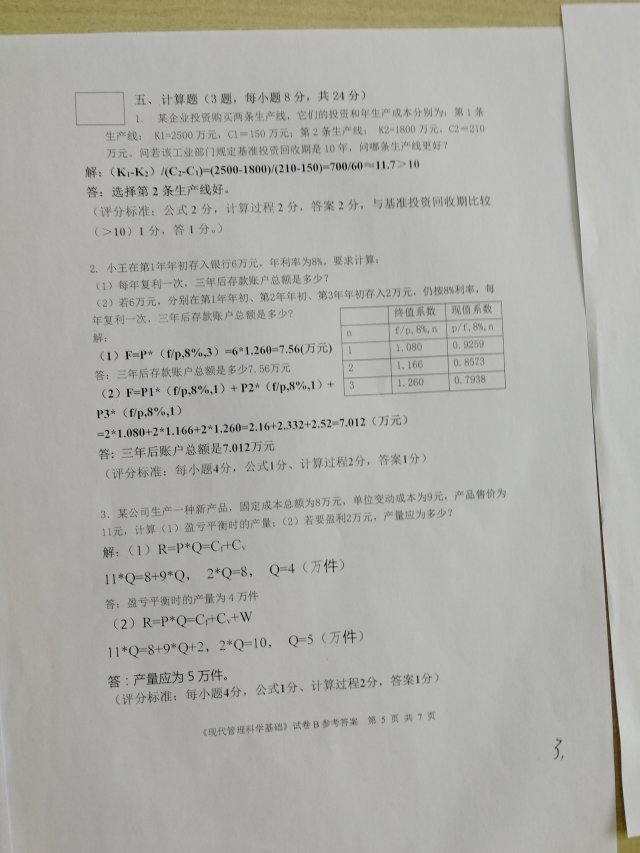 五、计算题（3题，每小题8分，共24分）
1. 某企业投资购买两条生产线，它们的投资和年生产成本分别为：第1条
生产线： K1=2500万元，C1＝150万元；第2条生产线： K2=1800万元，C2＝210
万元。问若该工业部门规定基准投资回收期是10年，问哪条生产线更好？
解：（K₁-K₂）/(C₂-C₁)=(2500-1800)/(210-150)=700/60≈11.7＞10
答：选择第2条生产线好。
（评分标准：公式2分，计算过程2分，答案2分，与基准投资回收期比较
（＞10）1分，答1分。）
2. 小王在第1年年初存入银行6万元，年利率为8%，要求计算：
（1）每年复利一次，三年后存款账户总额是多少？
（2）若6万元，分别在第1年年初、第2年年初、第3年年初存入2万元，仍按8%利率，每
年复利一次，三年后存款账户总额是多少？
终值系数 现值系数
n f/p,8%,n p/f,8%,n
1 1.080 0.9259
2 1.166 0.8573
3 1.260 0.7938
解：
（1）F=P*（f/p,8%,3）=6*1.260=7.56(万元)
答：三年后存款账户总额是多少7.56万元
（2）F=P1*（f/p,8%,1）+ P2*（f/p,8%,1）+
P3*（f/p,8%,1）
=2*1.080+2*1.166+2*1.260=2.16+2.332+2.52=7.012（万元）
答：三年后账户总额是7.012万元
（评分标准：每小题4分，公式1分、计算过程2分，答案1分）
3. 某公司生产一种新产品，固定成本总额为8万元，单位变动成本为9元，产品售价为
11元，计算（1）盈亏平衡时的产量；（2）若要盈利2万元，产量应为多少？
解：（1）R=P*Q=Cf+Cv
11*Q=8+9*Q， 2*Q=8， Q=4（万件）
答：盈亏平衡时的产量为4万件
（2）R=P*Q=Cf+Cv+W
11*Q=8+9*Q+2，2*Q=10， Q=5（万件）
答：产量应为5万件。
（评分标准：每小题4分，公式1分、计算过程2分，答案1分）
《现代管理科学基础》试卷B参考答案 第 5 页 共 7 页
3，